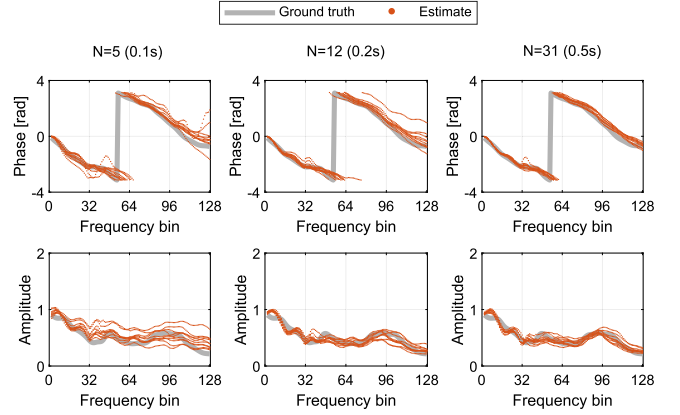 Ground truth Estimate
N=5 (0.1s) N=12 (0.2s) N=31 (0.5s)
Phase [rad] 4 0 -4 0 32 64 96 128 Frequency bin
Phase [rad] 4 0 -4 0 32 64 96 128 Frequency bin
Phase [rad] 4 0 -4 0 32 64 96 128 Frequency bin
Amplitude 2 1 0 0 32 64 96 128 Frequency bin
Amplitude 2 1 0 0 32 64 96 128 Frequency bin
Amplitude 2 1 0 0 32 64 96 128 Frequency bin